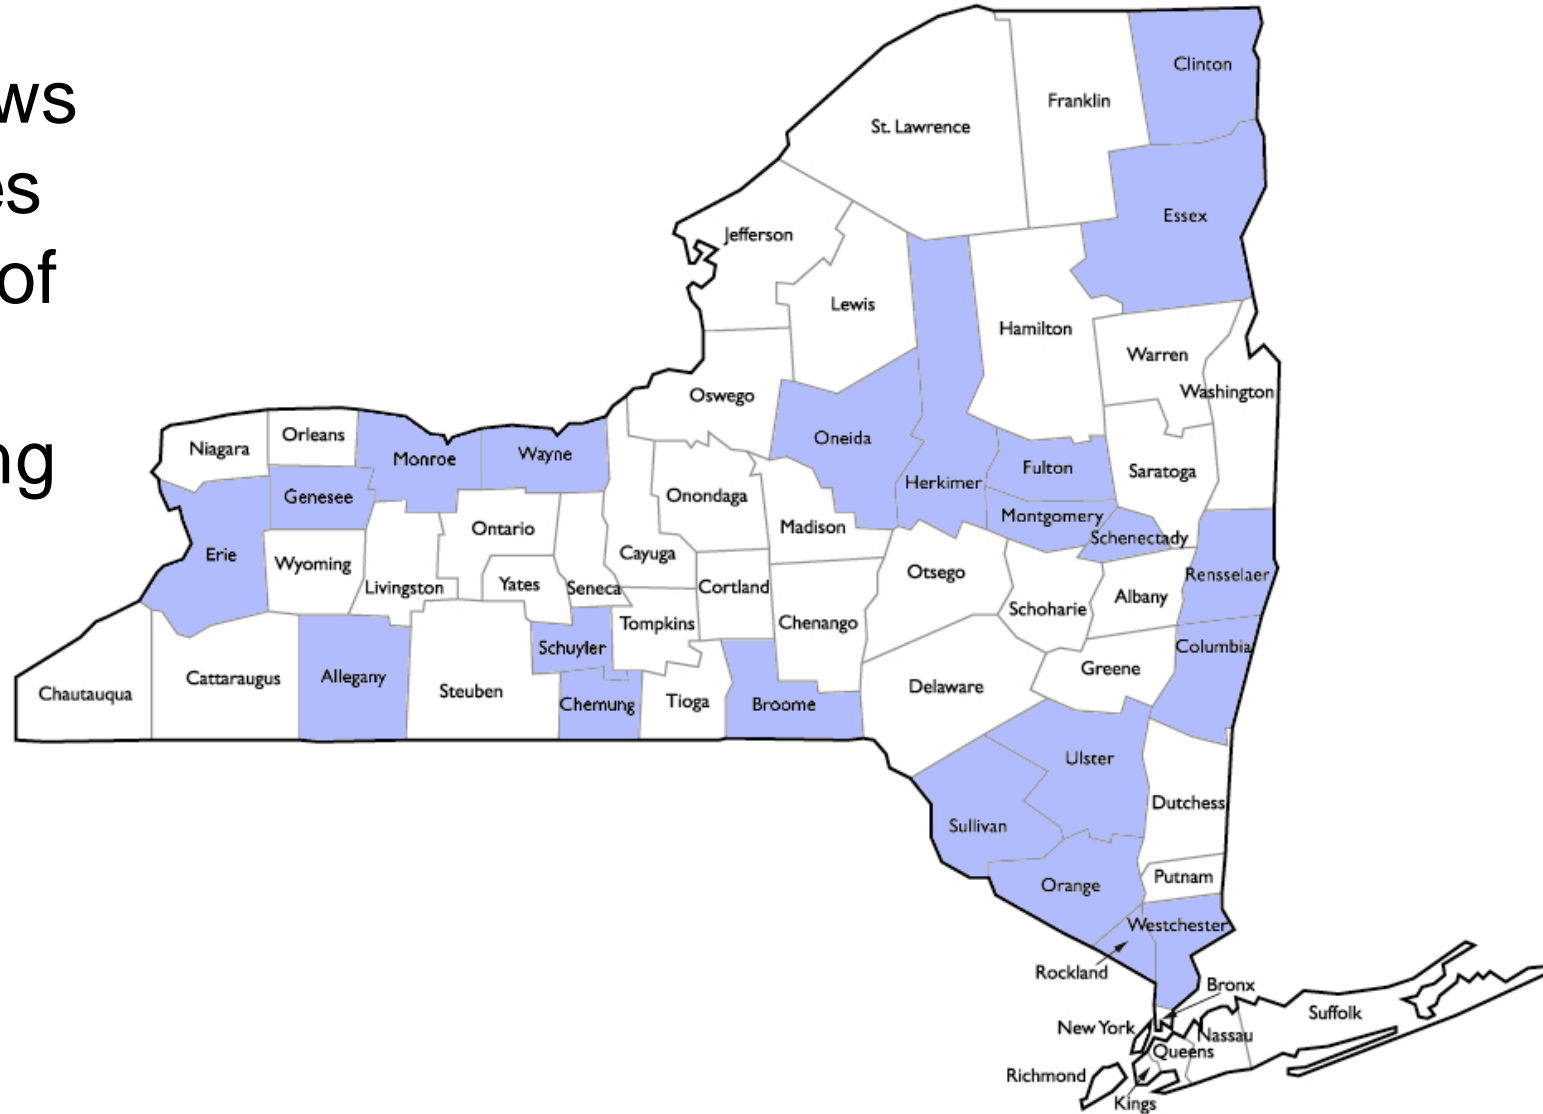 ws
es
of
ng
Clinton
Franklin
St. Lawrence
Essex
Jefferson
Lewis
Hamilton
Warren
Washington
Oswego
Oneida
Herkimer
Fulton
Saratoga
Montgomery
Schenectady
Niagara
Orleans
Monroe
Wayne
Genesee
Onondaga
Madison
Ontario
Erie
Wyoming
Livingston
Yates
Seneca
Cayuga
Cortland
Otsego
Rensselaer
Albany
Schoharie
Chenango
Tompkins
Schuyler
Columbia
Greene
Chautauqua
Cattaraugus
Allegany
Steuben
Chemung
Tioga
Broome
Delaware
Ulster
Dutchess
Sullivan
Orange
Putnam
Westchester
Rockland
Bronx
Suffolk
New York
Nassau
Queens
Richmond
Kings